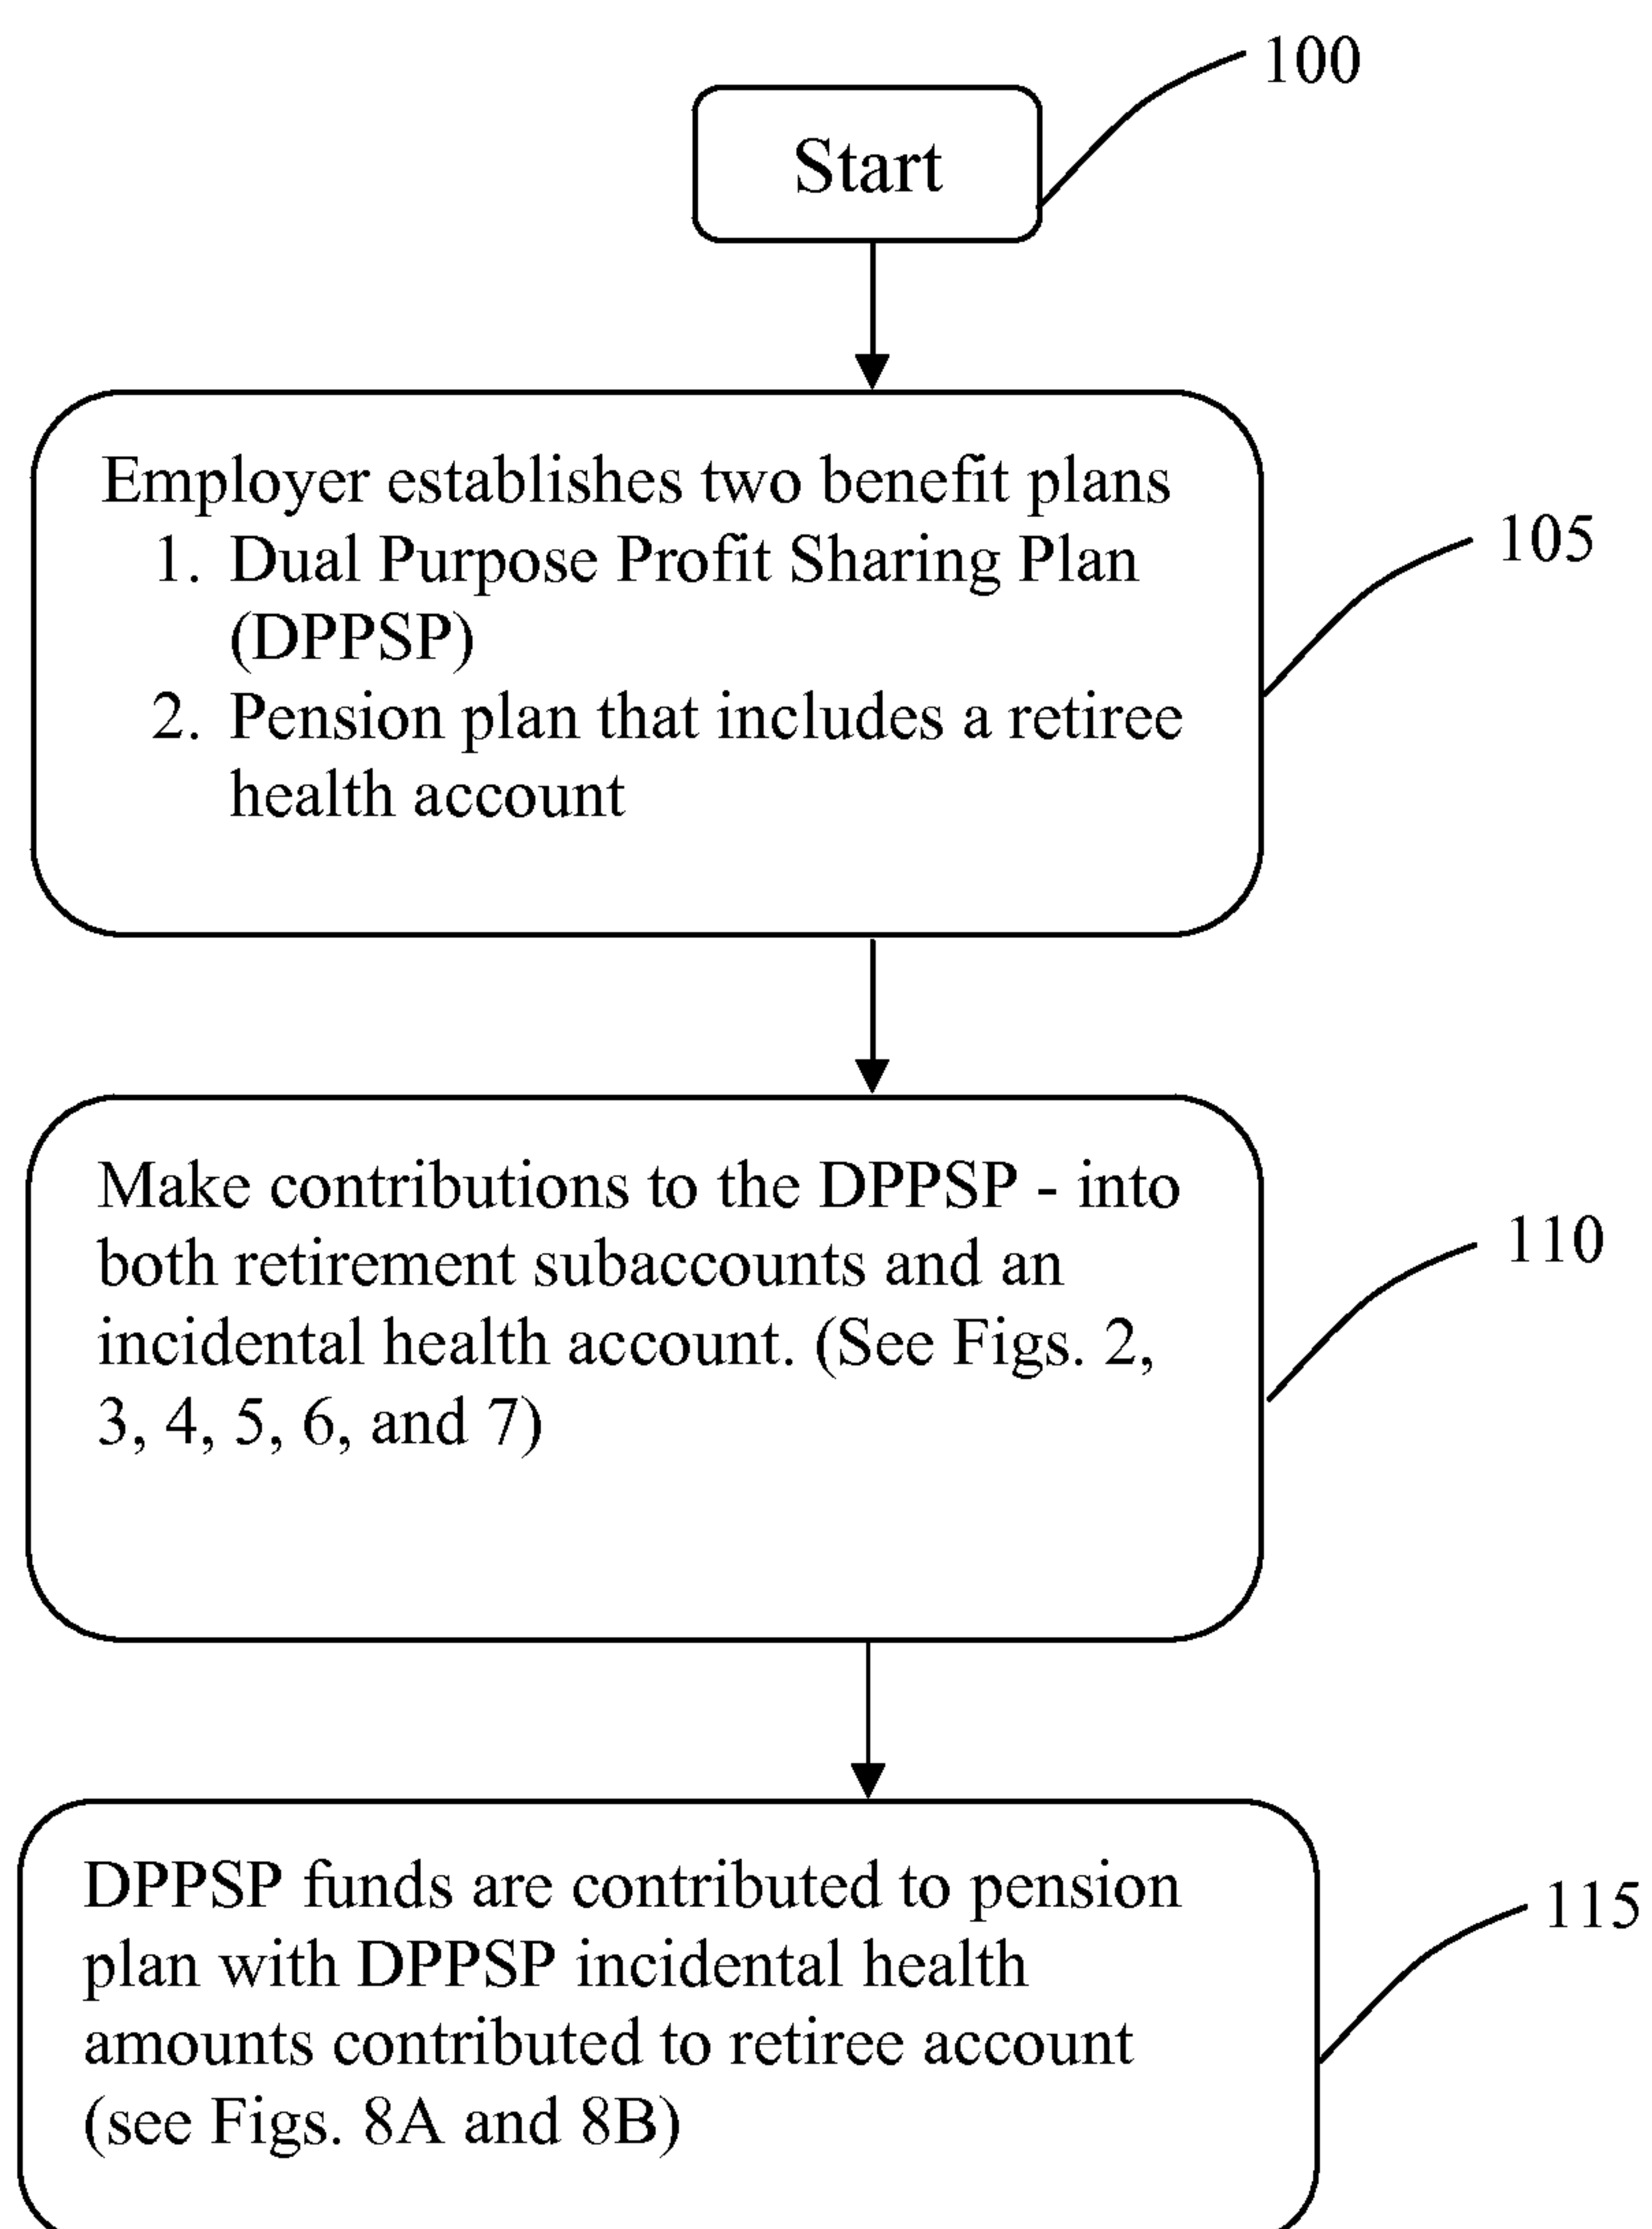 100
Start
Employer establishes two benefit plans
1. Dual Purpose Profit Sharing Plan
(DPPSP)
2. Pension plan that includes a retiree
health account
105
Make contributions to the DPPSP - into
both retirement subaccounts and an
incidental health account. (See Figs. 2,
3, 4, 5, 6, and 7)
110
DPPSP funds are contributed to pension
plan with DPPSP incidental health
amounts contributed to retiree account
(see Figs. 8A and 8B)
115